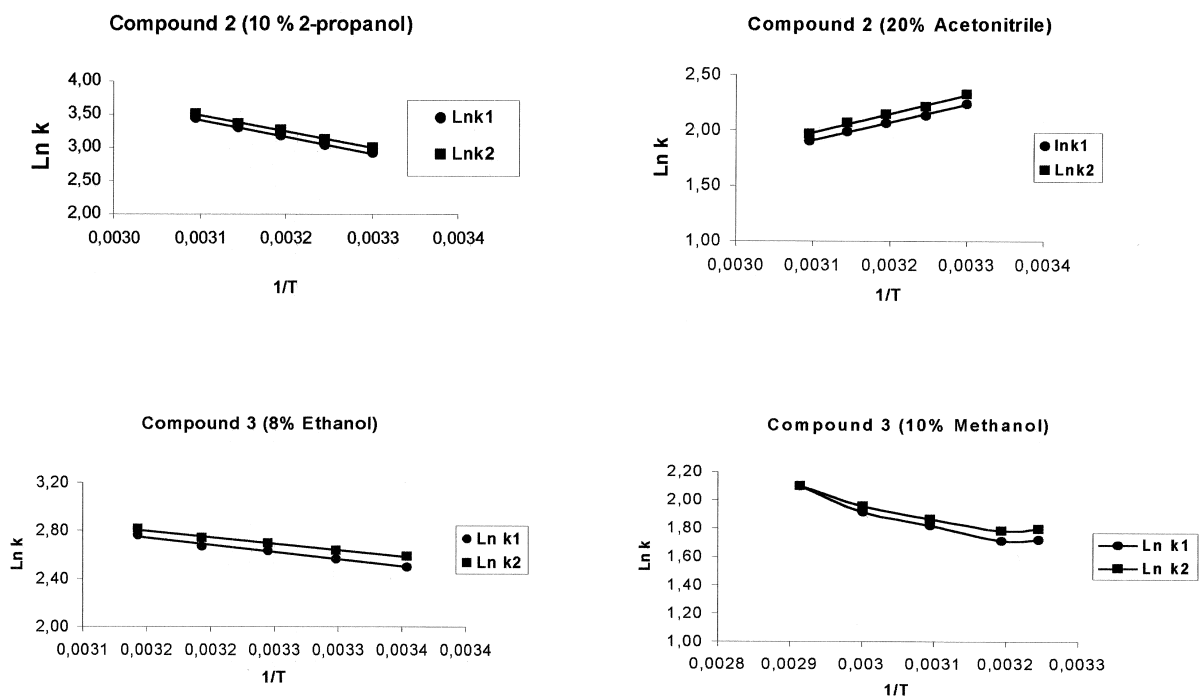 Compound 2 (10 % 2-propanol)
4,00
3,50
3,00
2,50
2,00
Ln k
0,0030 0,0031 0,0032 0,0033 0,0034
1/T
Lnk1
Lnk2
Compound 2 (20% Acetonitrile)
2,50
2,00
1,50
1,00
Ln k
0,0030 0,0031 0,0032 0,0033 0,0034
1/T
lnk1
Lnk2
Compound 3 (8% Ethanol)
3,20
2,80
2,40
2,00
Ln k
0,0031 0,0032 0,0032 0,0033 0,0033 0,0034 0,0034
1/T
Ln k1
Ln k2
Compound 3 (10% Methanol)
2,20
2,00
1,80
1,60
1,40
1,20
1,00
Ln k
0,0028 0,0029 0,003 0,0031 0,0032 0,0033
1/T
Ln k1
Ln k2